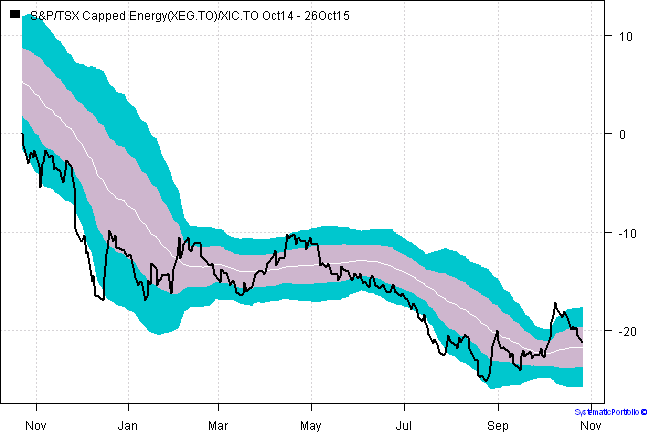 S&P/TSX Capped Energy(XEG.TO)/XIC.TO Oct14 - 26Oct15
10
0
-10
-20
Nov Jan Mar May Jul Sep Nov
SystematicPortfolio ©